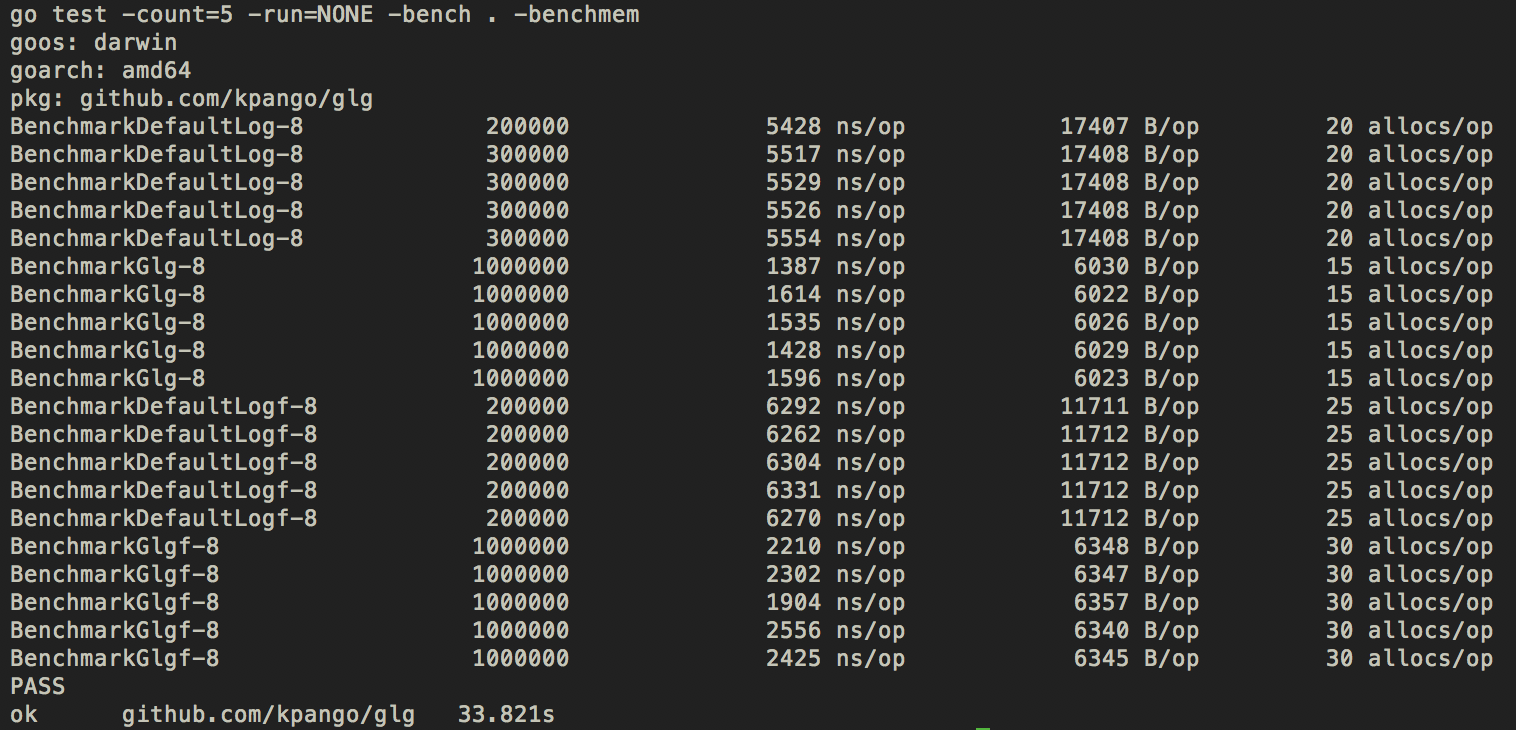 go test -count=5 -run=NONE -bench . -benchmem
goos: darwin
goarch: amd64
pkg: github.com/kpango/glg
BenchmarkDefaultLog-8 200000 5428 ns/op 17407 B/op 20 allocs/op
BenchmarkDefaultLog-8 300000 5517 ns/op 17408 B/op 20 allocs/op
BenchmarkDefaultLog-8 300000 5529 ns/op 17408 B/op 20 allocs/op
BenchmarkDefaultLog-8 300000 5526 ns/op 17408 B/op 20 allocs/op
BenchmarkDefaultLog-8 300000 5554 ns/op 17408 B/op 20 allocs/op
BenchmarkGlg-8 1000000 1387 ns/op 6030 B/op 15 allocs/op
BenchmarkGlg-8 1000000 1614 ns/op 6022 B/op 15 allocs/op
BenchmarkGlg-8 1000000 1535 ns/op 6026 B/op 15 allocs/op
BenchmarkGlg-8 1000000 1428 ns/op 6029 B/op 15 allocs/op
BenchmarkGlg-8 1000000 1596 ns/op 6023 B/op 15 allocs/op
BenchmarkDefaultLogf-8 200000 6292 ns/op 11711 B/op 25 allocs/op
BenchmarkDefaultLogf-8 200000 6262 ns/op 11712 B/op 25 allocs/op
BenchmarkDefaultLogf-8 200000 6304 ns/op 11712 B/op 25 allocs/op
BenchmarkDefaultLogf-8 200000 6331 ns/op 11712 B/op 25 allocs/op
BenchmarkDefaultLogf-8 200000 6270 ns/op 11712 B/op 25 allocs/op
BenchmarkGlgf-8 1000000 2210 ns/op 6348 B/op 30 allocs/op
BenchmarkGlgf-8 1000000 2302 ns/op 6347 B/op 30 allocs/op
BenchmarkGlgf-8 1000000 1904 ns/op 6357 B/op 30 allocs/op
BenchmarkGlgf-8 1000000 2556 ns/op 6340 B/op 30 allocs/op
BenchmarkGlgf-8 1000000 2425 ns/op 6345 B/op 30 allocs/op
PASS
ok github.com/kpango/glg 33.821s